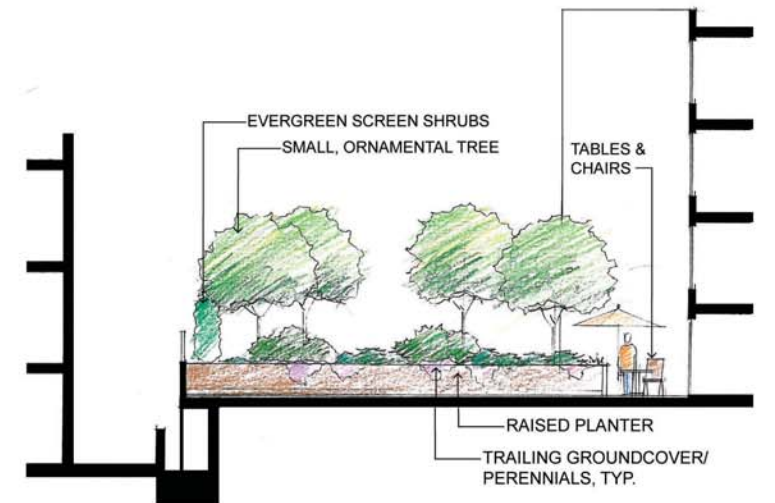 EVERGREEN SCREEN SHRUBS
SMALL, ORNAMENTAL TREE
TABLES &
CHAIRS
RAISED PLANTER
TRAILING GROUNDCOVER/
PERENNIALS, TYP.